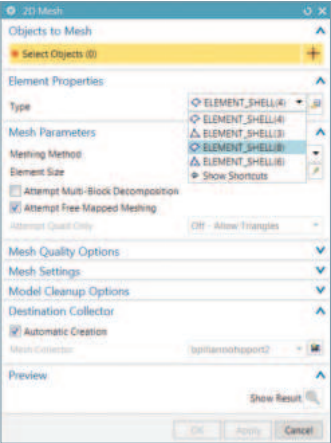 2D Mesh
Objects to Mesh
Select Objects (0)
Element Properties
Type
ELEMENT_SHELL(4)
ELEMENT_SHELL(4)
ELEMENT_SHELL(3)
ELEMENT_SHELL(8)
ELEMENT_SHELL(6)
Show Shortcuts
Mesh Parameters
Meshing Method
Element Size
Attempt Multi-Block Decomposition
Attempt Free Mapped Meshing
Attempt Quad Only
Off - Allow Triangles
Mesh Quality Options
Mesh Settings
Model Cleanup Options
Destination Collector
Automatic Creation
Mesh Collector
Preview
Show Result
OK
Apply
Cancel